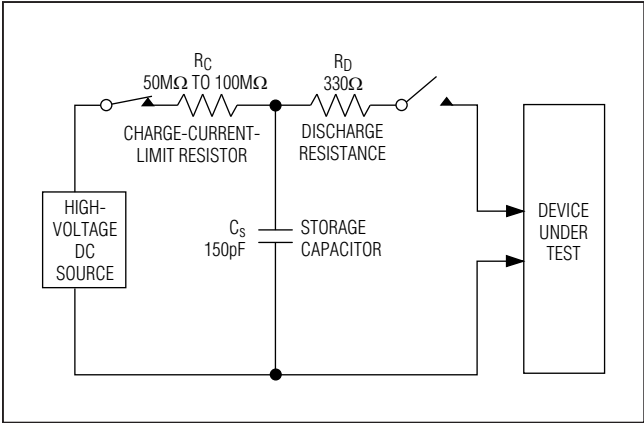 R_C
50MΩ TO 100MΩ
CHARGE-CURRENT-
LIMIT RESISTOR
R_D
330Ω
DISCHARGE
RESISTANCE
HIGH-
VOLTAGE
DC
SOURCE
C_S
150pF
STORAGE
CAPACITOR
DEVICE
UNDER
TEST